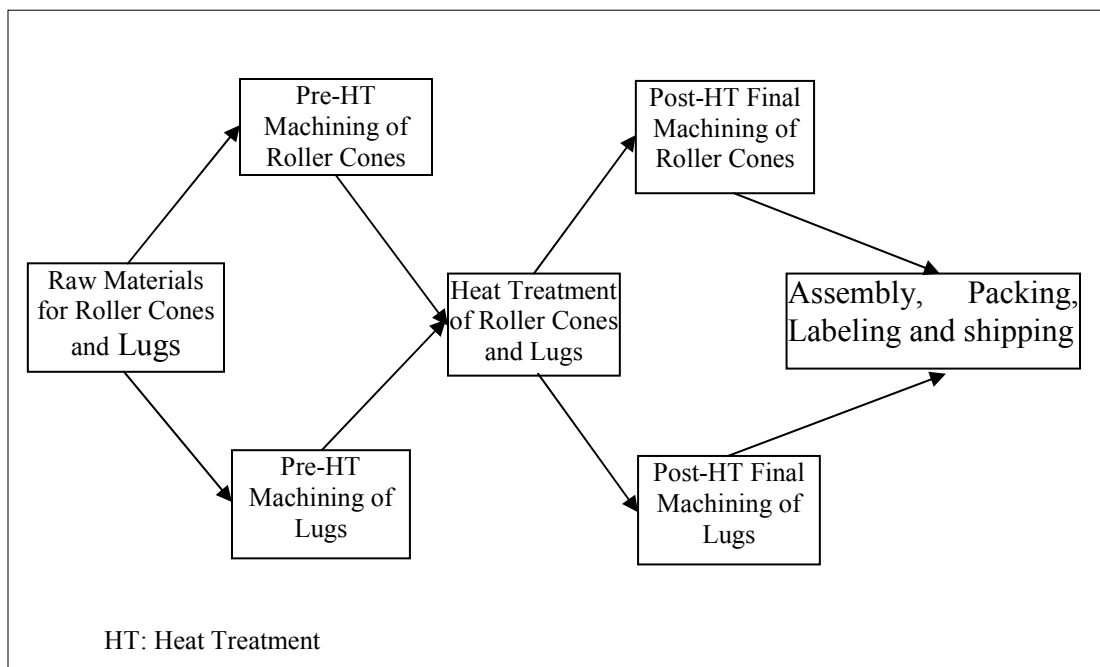 Pre-HT
Machining of
Roller Cones
Post-HT Final
Machining of
Roller Cones
Raw Materials
for Roller Cones
and Lugs
Heat Treatment
of Roller Cones
and Lugs
Assembly, Packing,
Labeling and shipping
Pre-HT
Machining of
Lugs
Post-HT Final
Machining of
Lugs
HT: Heat Treatment